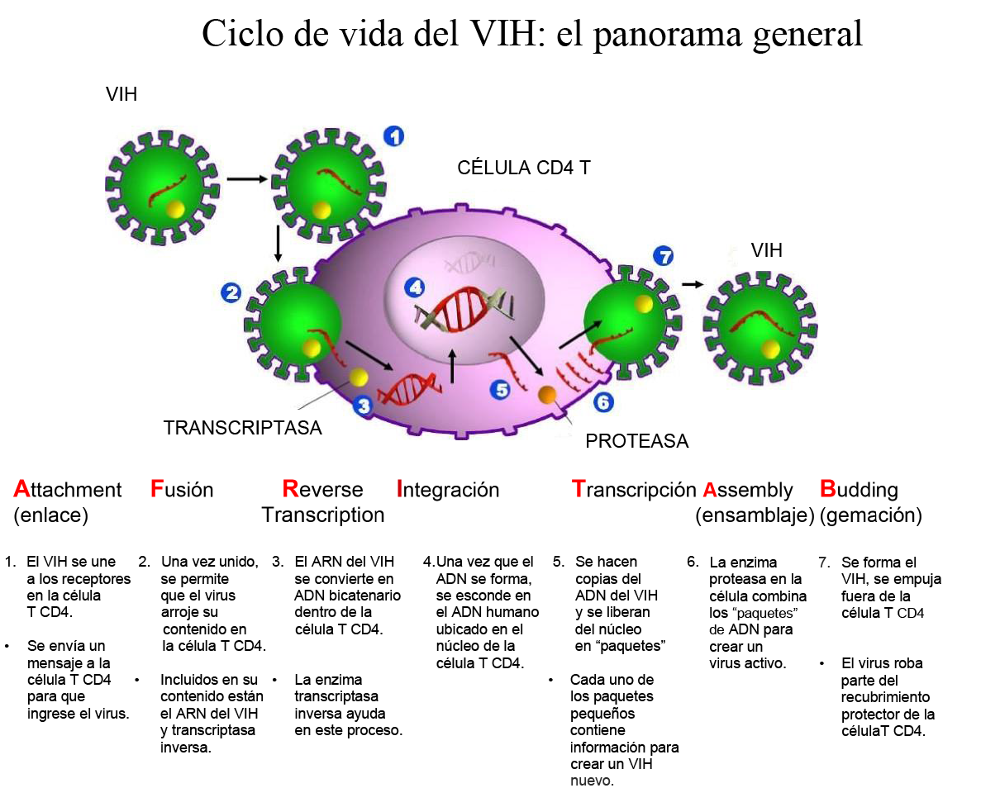 Ciclo de vida del VIH: el panorama general
VIH
1
CÉLULA CD4 T
7
VIH
2
4
3
5
6
TRANSCRIPTASA
PROTEASA
Attachment
(enlace)
Fusión
Reverse
Transcription
Integración
Transcripción
Assembly
(ensamblaje)
Budding
(gemación)
1. El VIH se une
a los receptores
en la célula
T CD4.
• Se envía un
mensaje a la
célula T CD4
para que
ingrese el virus.
2. Una vez unido,
se permite
que el virus
arroje su
contenido en
la célula T CD4.
• Incluidos en su
contenido están
el ARN del VIH
y transcriptasa
inversa.
3. El ARN del VIH
se convierte en
ADN bicatenario
dentro de la
célula T CD4.
• La enzima
transcriptasa
inversa ayuda
en este proceso.
4.Una vez que el
ADN se forma,
se esconde en
el ADN humano
ubicado en el
núcleo de la
célula T CD4.
5. Se hacen
copias del
ADN del VIH
y se liberan
del núcleo
en “paquetes”
• Cada uno de
los paquetes
pequeños
contiene
información para
crear un VIH
nuevo.
6. La enzima
proteasa en la
célula combina
los “paquetes”
de ADN para
crear un
virus activo.
7. Se forma el
VIH, se empuja
fuera de la
célula T CD4
• El virus roba
parte del
recubrimiento
protector de la
célulaT CD4.